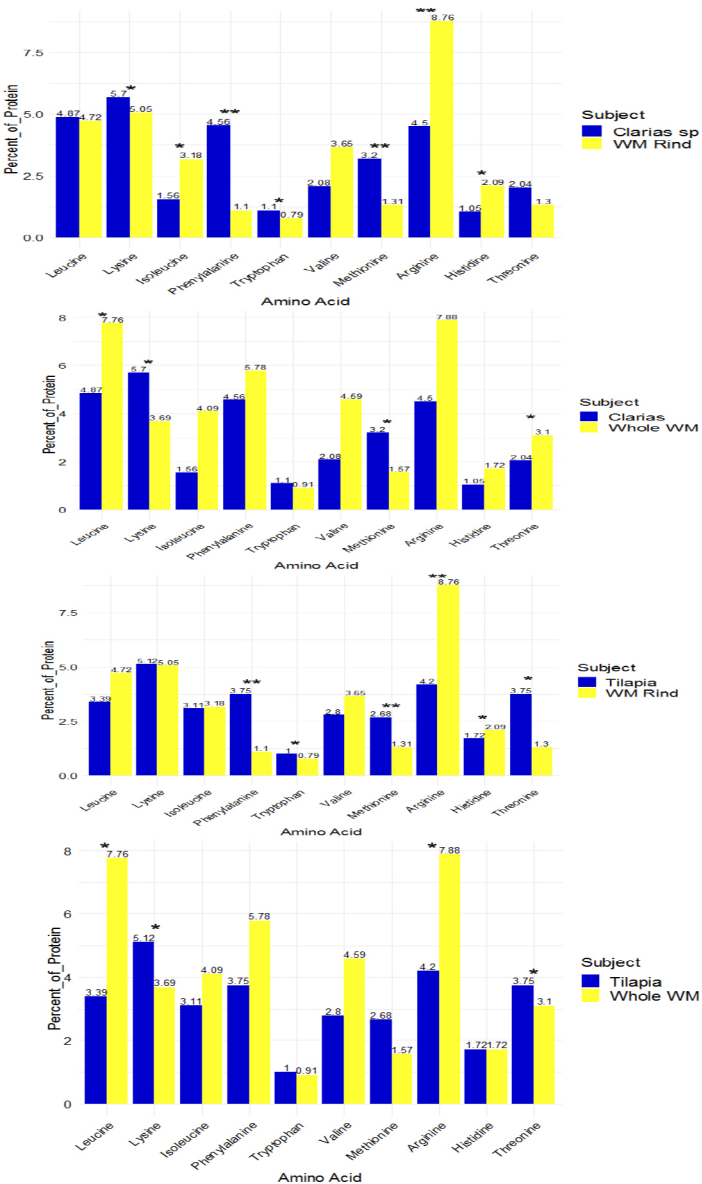 **
8.76
7.5
*
5.7
5.05
4.87
4.72
**
4.56
4.5
5.0
Percent_of_Protein
Subject
Clarias sp
WM Rind
3.65
*
3.18
**
3.2
2.5
*
2.09
2.08
2.04
1.56
1.31
1.3
*
1.1
1.1
0.79
1.05
0.0
Leucine
Lysine
Isoleucine
Phenylalanine
Tryptophan
Valine
Methionine
Arginine
Histidine
Threonine
Amino Acid
8
*
7.76
7.88
6
*
5.7
5.78
4.87
4.56
4.59
4.5
Percent_of_Protein
Subject
Clarias
Whole WM
4
4.09
3.69
*
3.2
*
3.1
2
2.08
2.04
1.56
1.57
1.72
1.1
0.91
1.05
0
Leucine
Lysine
Isoleucine
Phenylalanine
Tryptophan
Valine
Methionine
Arginine
Histidine
Threonine
Amino Acid
**
8.76
7.5
5.0
5.12
5.05
4.72
4.2
Percent_of_Protein
Subject
Tilapia
WM Rind
3.39
3.11
3.18
**
3.75
3.65
*
3.75
2.5
2.8
**
2.68
*
1.72
2.09
1.1
*
1
0.79
1.31
1.3
0.0
Leucine
Lysine
Isoleucine
Phenylalanine
Tryptophan
Valine
Methionine
Arginine
Histidine
Threonine
Amino Acid
8
*
7.76
*
7.88
6
5.78
*
5.12
4.59
4.2
Percent_of_Protein
Subject
Tilapia
Whole WM
4
4.09
3.69
3.75
*
3.75
3.39
3.11
3.1
2.8
2.68
2
1.57
1.72
1.72
1
0.91
0
Leucine
Lysine
Isoleucine
Phenylalanine
Tryptophan
Valine
Methionine
Arginine
Histidine
Threonine
Amino Acid